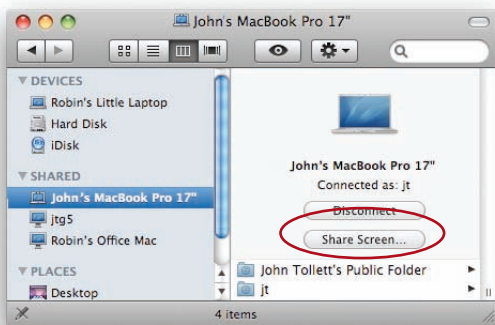 John's MacBook Pro 17"
DEVICES
Robin's Little Laptop
Hard Disk
iDisk
SHARED
John's MacBook Pro 17"
jtg5
Robin's Office Mac
PLACES
Desktop
John's MacBook Pro 17"
Connected as: jt
Disconnect
Share Screen...
John Tollett's Public Folder
jt
4 items